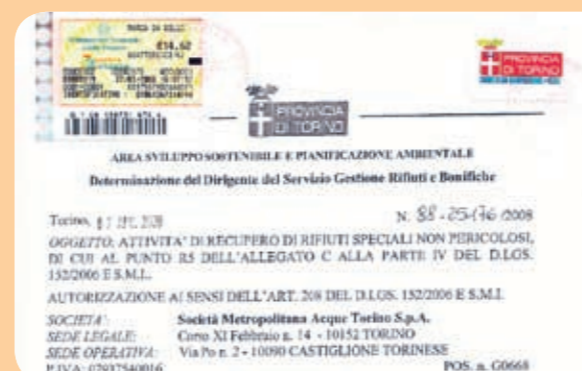 MARCA DA BOLLO
€14,62
PROVINCIA
DI TORINO
PROVINCIA
DI TORINO
AREA SVILUPPO SOSTENIBILE E PIANIFICAZIONE AMBIENTALE
Determinazione del Dirigente del Servizio Gestione Rifiuti e Bonifiche
Torino,
N. 88-25176/2008
OGGETTO: ATTIVITA' DI RECUPERO DI RIFIUTI SPECIALI NON PERICOLOSI,
DI CUI AL PUNTO R5 DELL'ALLEGATO C ALLA PARTE IV DEL D.LGS.
152/2006 E S.M.I..
AUTORIZZAZIONE AI SENSI DELL'ART. 208 DEL D.LGS. 152/2006 E S.M.I.
SOCIETA': Società Metropolitana Acque Torino S.p.A.
SEDE LEGALE: Corso XI Febbraio n. 14 - 10152 TORINO
SEDE OPERATIVA: Via Po n. 2 - 10090 CASTIGLIONE TORINESE
P.IVA: 07937540016 POS. n. G0668